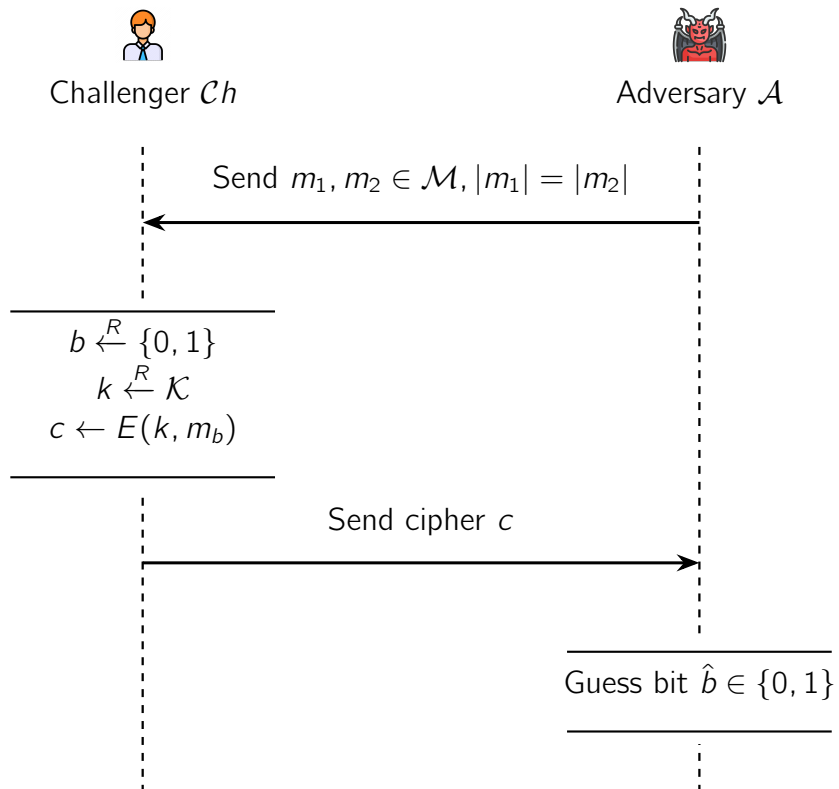 Challenger 𝒞h
Adversary 𝒜
Send m₁, m₂ ∈ ℳ, |m₁| = |m₂|
b ←ᴿ {0, 1}
k ←ᴿ 𝒦
c ← E(k, m_b)
Send cipher c
Guess bit b̂ ∈ {0, 1}